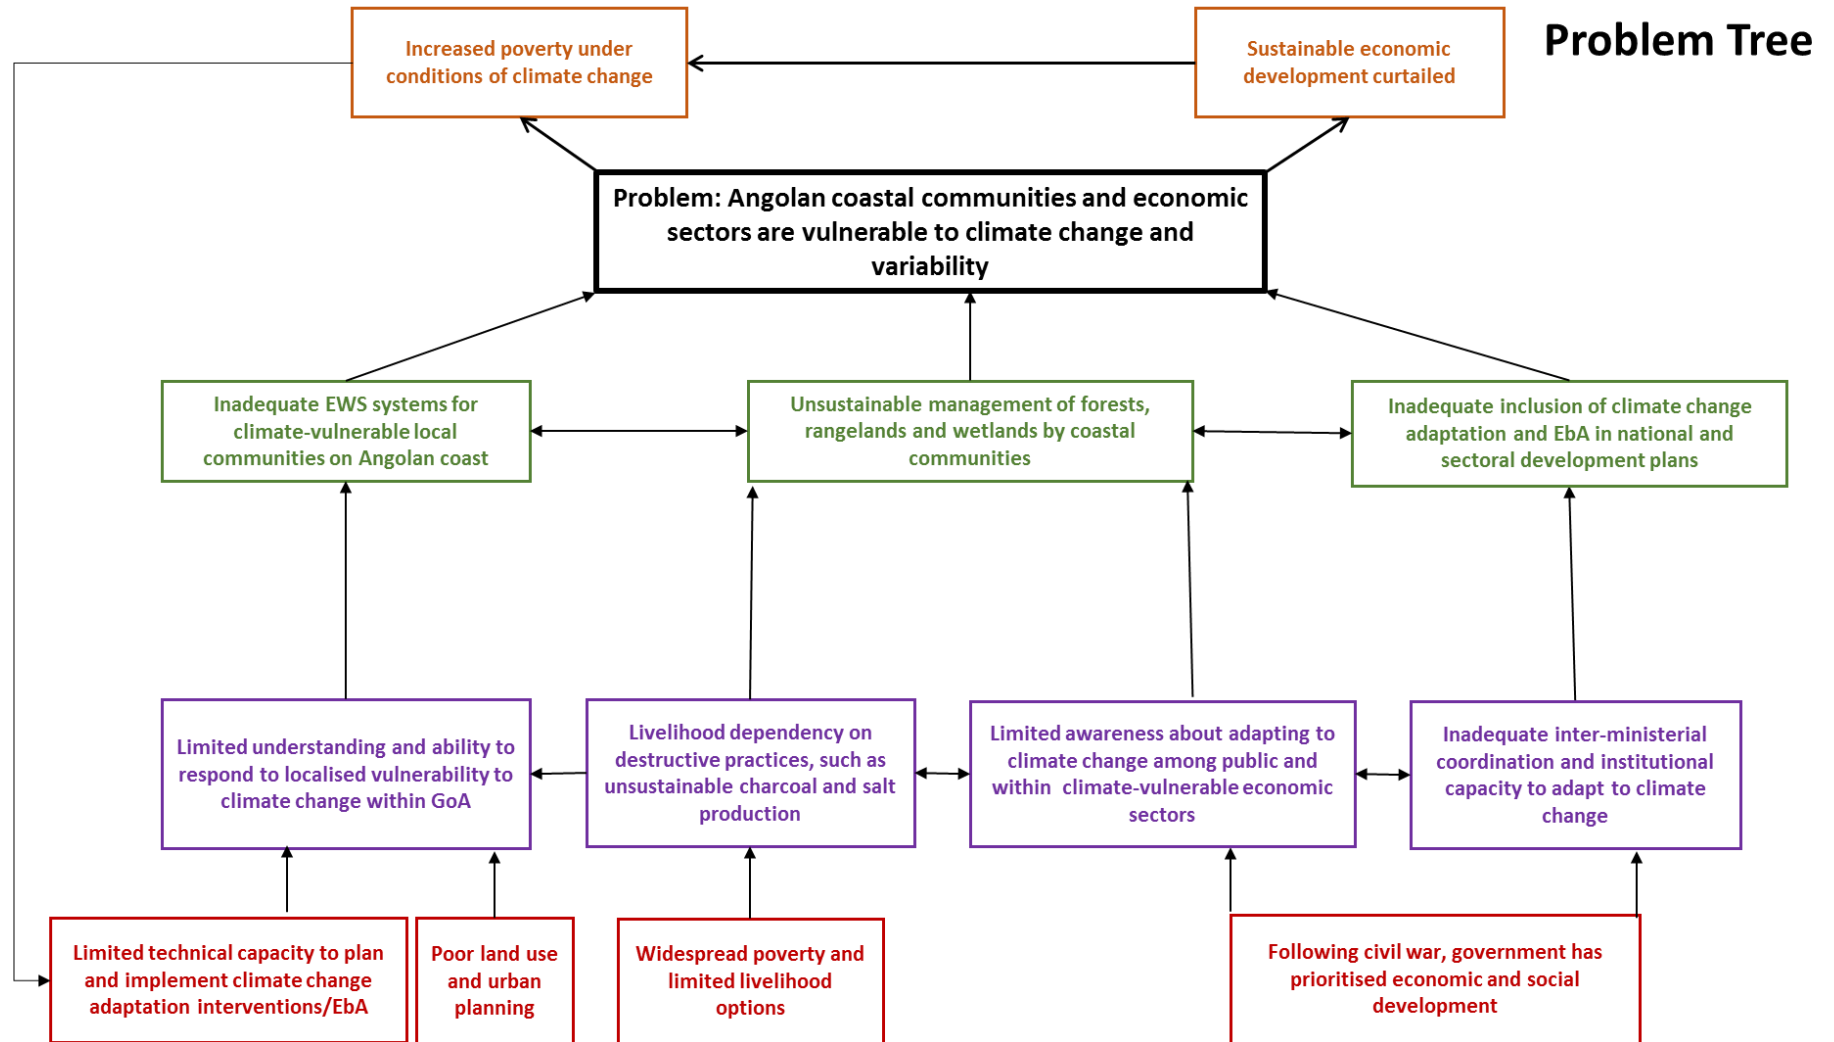 Problem Tree
Increased poverty under
conditions of climate change
Sustainable economic
development curtailed
Problem: Angolan coastal communities and economic
sectors are vulnerable to climate change and
variability
Inadequate EWS systems for
climate-vulnerable local
communities on Angolan coast
Unsustainable management of forests,
rangelands and wetlands by coastal
communities
Inadequate inclusion of climate change
adaptation and EbA in national and
sectoral development plans
Limited understanding and ability to
respond to localised vulnerability to
climate change within GoA
Livelihood dependency on
destructive practices, such as
unsustainable charcoal and salt
production
Limited awareness about adapting to
climate change among public and
within climate-vulnerable economic
sectors
Inadequate inter-ministerial
coordination and institutional
capacity to adapt to climate
change
Limited technical capacity to plan
and implement climate change
adaptation interventions/EbA
Poor land use
and urban
planning
Widespread poverty and
limited livelihood
options
Following civil war, government has
prioritised economic and social
development